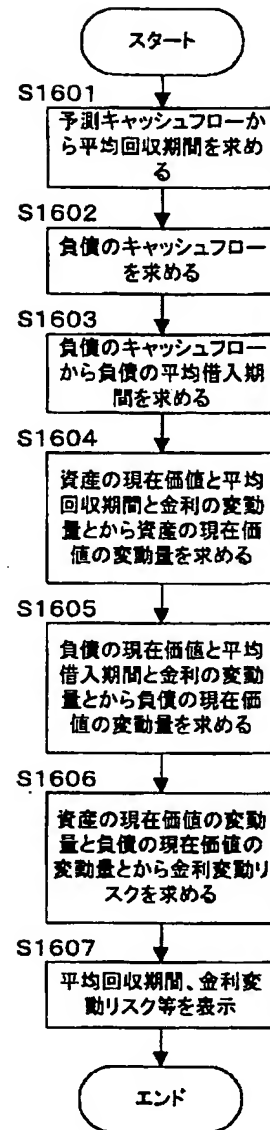 スタート
S1601
予測キャッシュフローか
ら平均回収期間を求め
る
S1602
負債のキャッシュフロー
を求める
S1603
負債のキャッシュフロー
から負債の平均借入期
間を求める
S1604
資産の現在価値と平均
回収期間と金利の変動
量とから資産の現在価
値の変動量を求める
S1605
負債の現在価値と平均
借入期間と金利の変動
量とから負債の現在価
値の変動量を求める
S1606
資産の現在価値の変動
量と負債の現在価値の
変動量とから金利変動リ
スクを求める
S1607
平均回収期間、金利変
動リスク等を表示
エンド